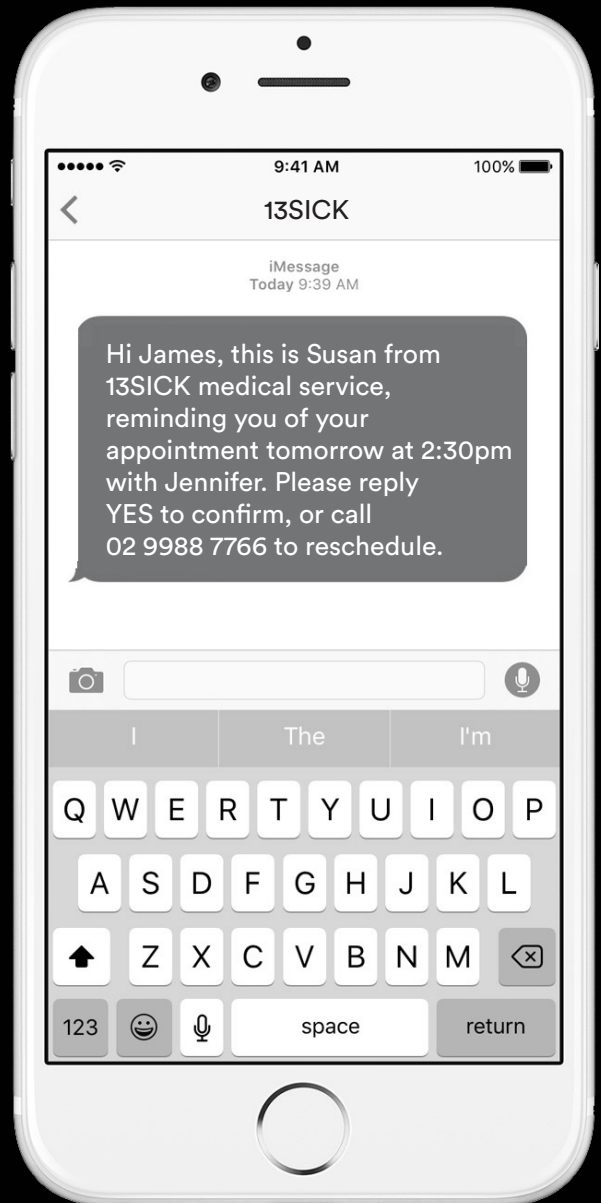 9:41 AM
100%
13SICK
iMessage
Today 9:39 AM
Hi James, this is Susan from
13SICK medical service,
reminding you of your
appointment tomorrow at 2:30pm
with Jennifer. Please reply
YES to confirm, or call
02 9988 7766 to reschedule.
I The I'm
Q W E R T Y U I O P
A S D F G H J K L
Z X C V B N M
123 space return